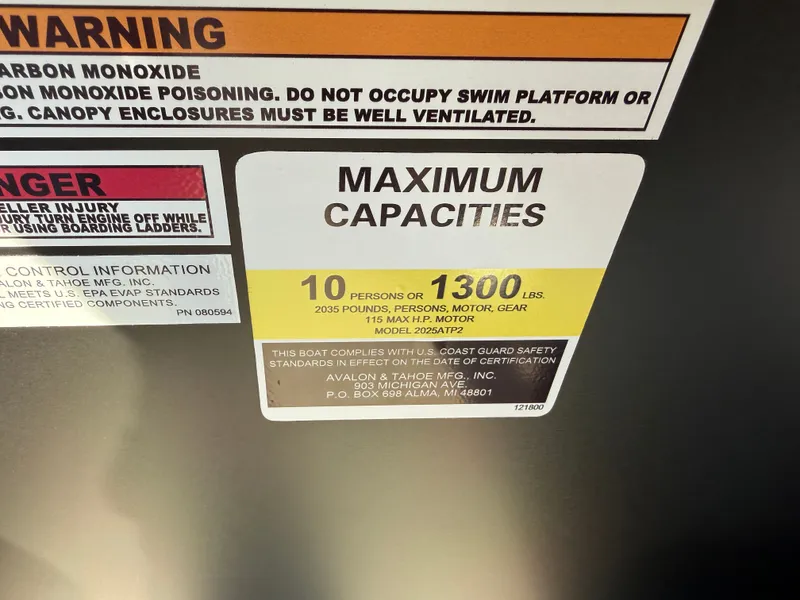 WARNING
ARBON MONOXIDE
ON MONOXIDE POISONING. DO NOT OCCUPY SWIM PLATFORM OR
G. CANOPY ENCLOSURES MUST BE WELL VENTILATED.
NGER
ELLER INJURY
JURY TURN ENGINE OFF WHILE
R USING BOARDING LADDERS.
CONTROL INFORMATION
ALON & TAHOE MFG. INC.
L MEETS U.S. EPA EVAP STANDARDS
NG CERTIFIED COMPONENTS.
PN 080594
MAXIMUM
CAPACITIES
10 PERSONS OR 1300 LBS.
2035 POUNDS, PERSONS, MOTOR, GEAR
115 MAX H.P. MOTOR
MODEL 2025ATP2
THIS BOAT COMPLIES WITH U.S. COAST GUARD SAFETY
STANDARDS IN EFFECT ON THE DATE OF CERTIFICATION
AVALON & TAHOE MFG., INC.
903 MICHIGAN AVE.
P.O. BOX 698 ALMA, MI 48801
121800